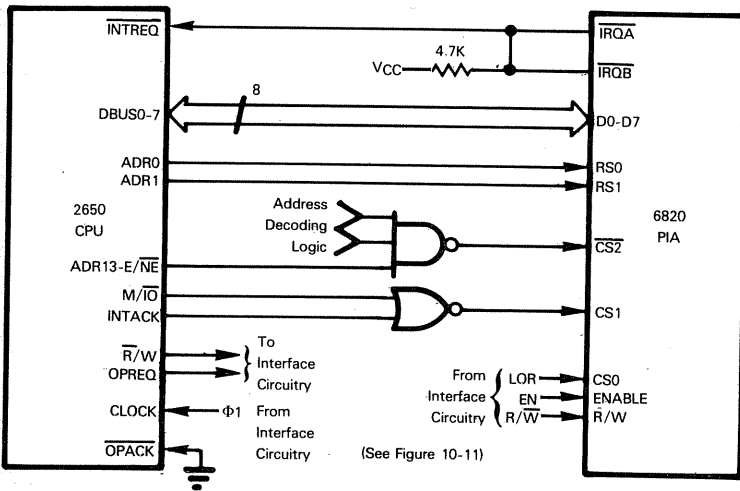 INTREQ
IRQA
4.7K
VCC
IRQB
8
DBUS0-7
D0-D7
ADR0
RS0
ADR1
RS1
Address
Decoding
Logic
2650
CPU
6820
PIA
CS2
ADR13-E/NE
M/IO
INTACK
CS1
R/W
OPREQ
To
Interface
Circuitry
From
Interface
Circuitry
LOR
CS0
EN
ENABLE
R/W
R/W
CLOCK
Φ1
From
Interface
Circuitry
OPACK
(See Figure 10-11)